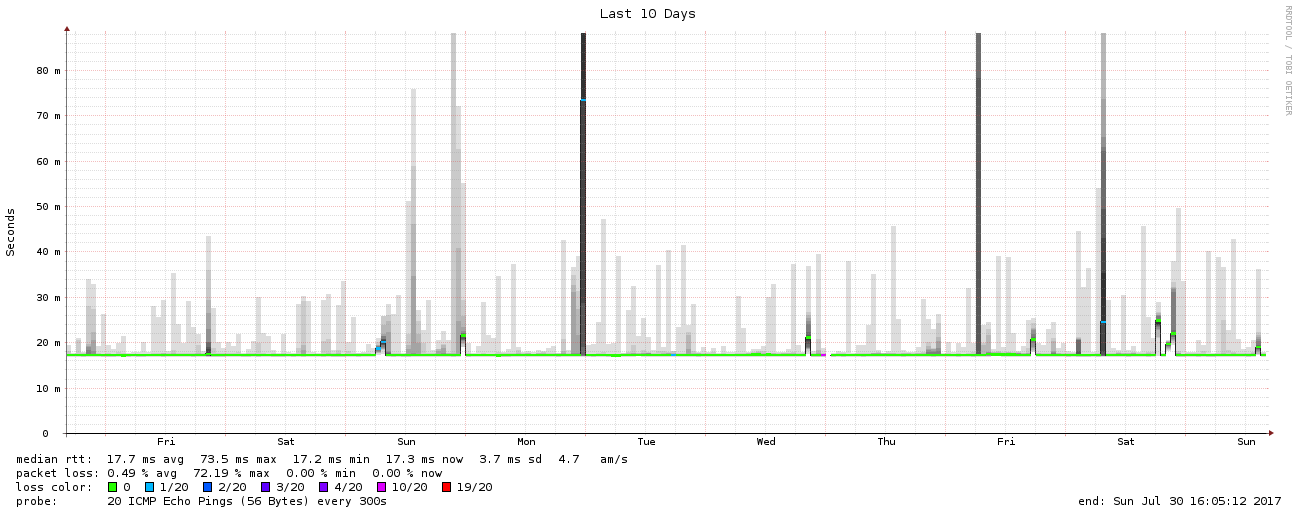 Last 10 Days
RRDTOOL / TOBI OETIKER
Seconds
80 m
70 m
60 m
50 m
40 m
30 m
20 m
10 m
0
Fri Sat Sun Mon Tue Wed Thu Fri Sat Sun
median rtt: 17.7 ms avg 73.5 ms max 17.2 ms min 17.3 ms now 3.7 ms sd 4.7 am/s
packet loss: 0.49 % avg 72.19 % max 0.00 % min 0.00 % now
loss color: 0 1/20 2/20 3/20 4/20 10/20 19/20
probe: 20 ICMP Echo Pings (56 Bytes) every 300s
end: Sun Jul 30 16:05:12 2017